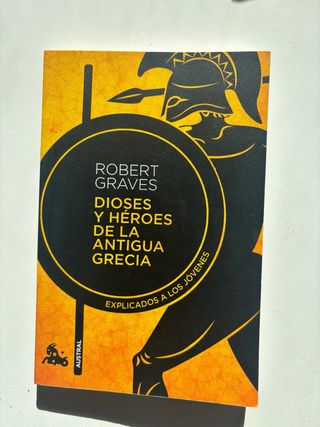 ROBERT
GRAVES
DIOSES
Y HÉROES
DE LA
ANTIGUA
GRECIA
EXPLICADOS A LOS JÓVENES
AUSTRAL